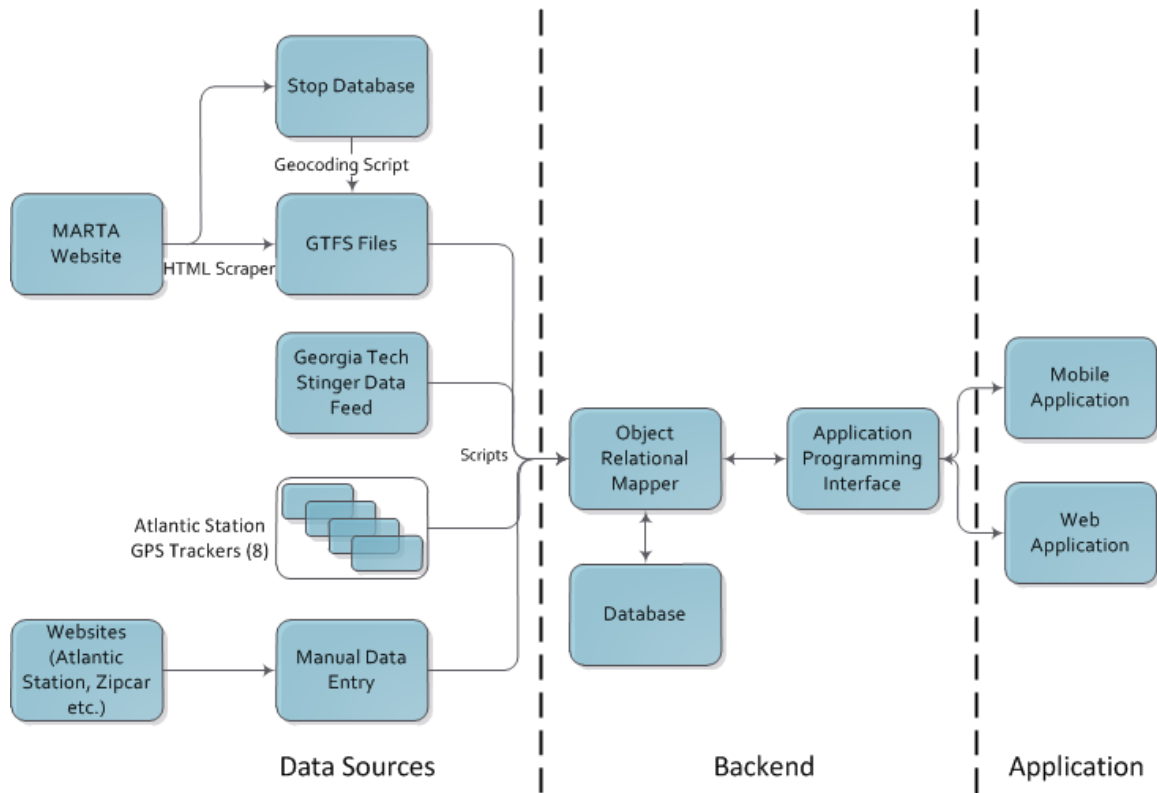 Stop Database
Geocoding Script
MARTA
Website
HTML Scraper
GTFS Files
Georgia Tech
Stinger Data
Feed
Scripts
Atlantic Station
GPS Trackers (8)
Websites
(Atlantic
Station, Zipcar
etc.)
Manual Data
Entry
Object
Relational
Mapper
Database
Application
Programming
Interface
Mobile
Application
Web
Application
Data Sources
Backend
Application